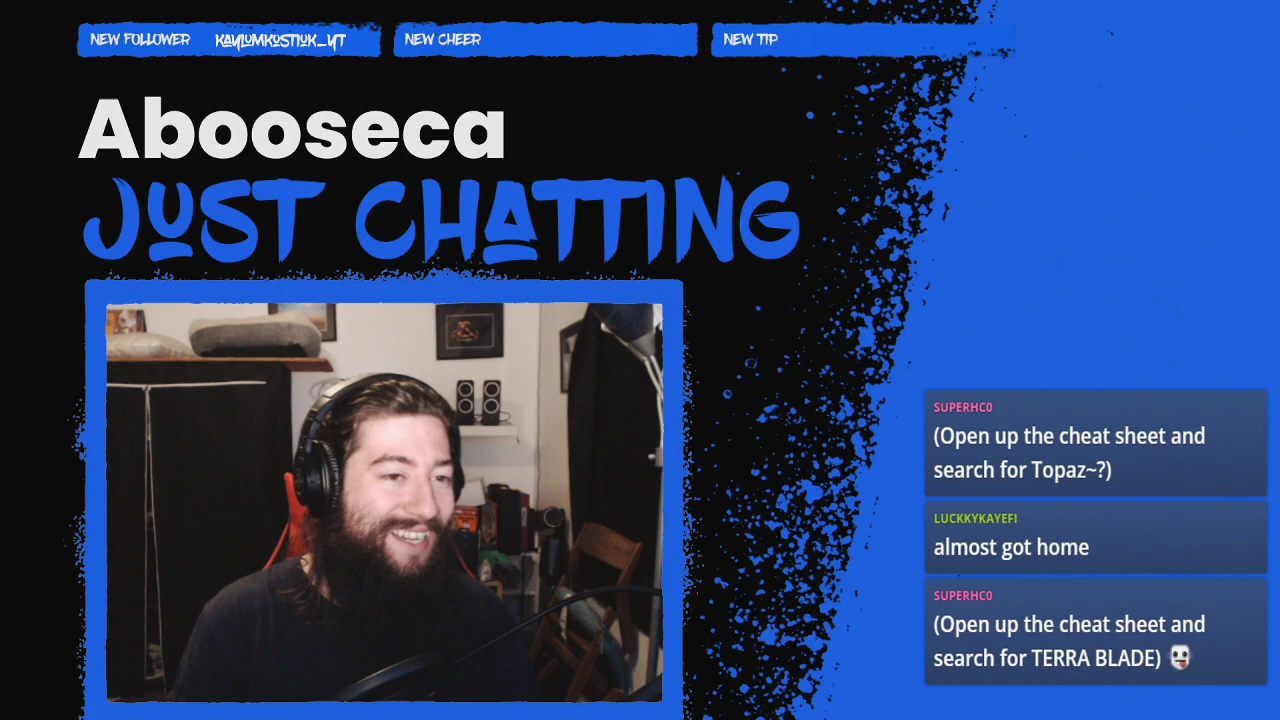 NEW FOLLOWER KAYLUMKOSTIUK_YT NEW CHEER NEW TIP
Abooseca
JUST CHATTING
SUPERHC0
(Open up the cheat sheet and
search for Topaz~?)
LUCKKYKAYEFI
almost got home
SUPERHC0
(Open up the cheat sheet and
search for TERRA BLADE)